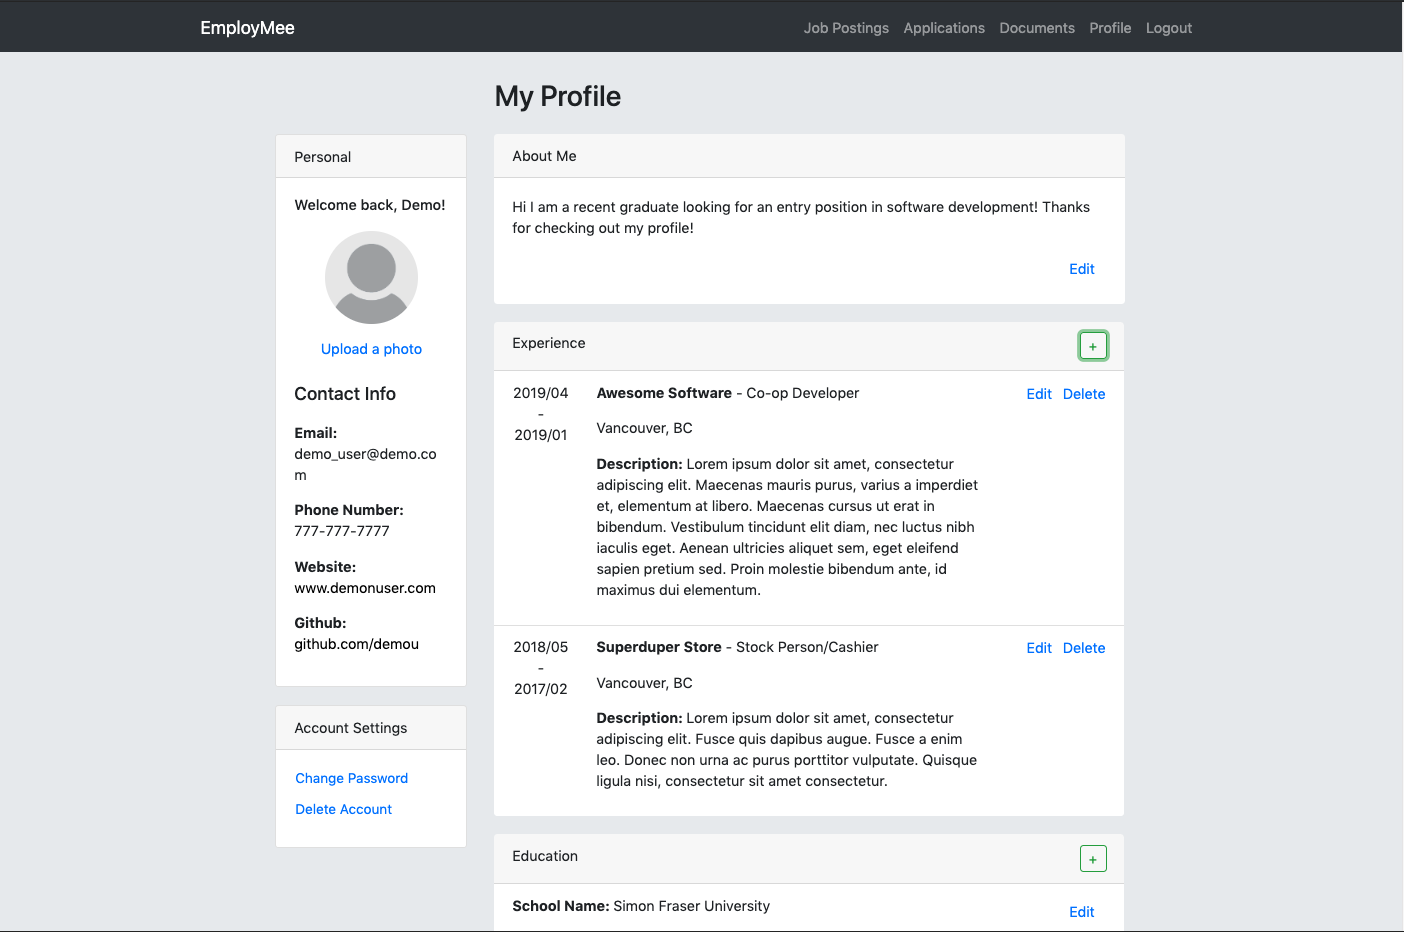 EmployMee
Job Postings Applications Documents Profile Logout
My Profile
Personal
Welcome back, Demo!
Upload a photo
Contact Info
Email:
demo_user@demo.co
m
Phone Number:
777-777-7777
Website:
www.demonuser.com
Github:
github.com/demou
Account Settings
Change Password
Delete Account
About Me
Hi I am a recent graduate looking for an entry position in software development! Thanks
for checking out my profile!
Edit
Experience +
2019/04
-
2019/01
Awesome Software - Co-op Developer
Edit Delete
Vancouver, BC
Description: Lorem ipsum dolor sit amet, consectetur
adipiscing elit. Maecenas mauris purus, varius a imperdiet
et, elementum at libero. Maecenas cursus ut erat in
bibendum. Vestibulum tincidunt elit diam, nec luctus nibh
iaculis eget. Aenean ultricies aliquet sem, eget eleifend
sapien pretium sed. Proin molestie bibendum ante, id
maximus dui elementum.
2018/05
-
2017/02
Superduper Store - Stock Person/Cashier
Edit Delete
Vancouver, BC
Description: Lorem ipsum dolor sit amet, consectetur
adipiscing elit. Fusce quis dapibus augue. Fusce a enim
leo. Donec non urna ac purus porttitor vulputate. Quisque
ligula nisi, consectetur sit amet consectetur.
Education +
School Name: Simon Fraser University
Edit